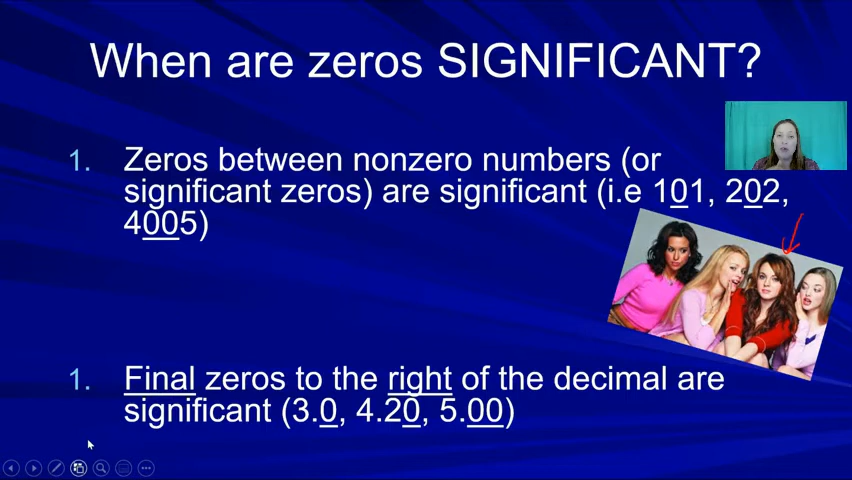 When are zeros SIGNIFICANT?
1. Zeros between nonzero numbers (or
significant zeros) are significant (i.e 101, 202,
4005)
1. Final zeros to the right of the decimal are
significant (3.0, 4.20, 5.00)